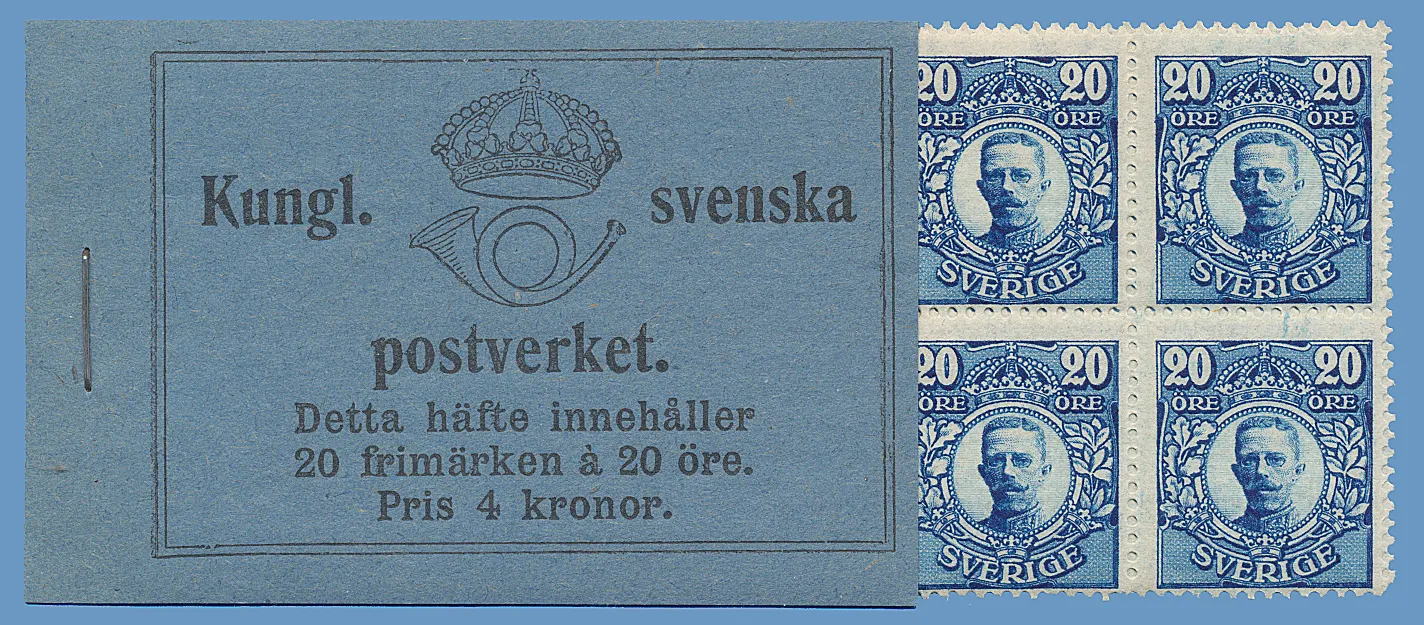 Kungl. svenska
postverket.
Detta häfte innehåller
20 frimärken à 20 öre.
Pris 4 kronor.
20 20
ÖRE ÖRE
SVERIGE
20 20
ÖRE ÖRE
SVERIGE
20 20
ÖRE ÖRE
SVERIGE
20 20
ÖRE ÖRE
SVERIGE